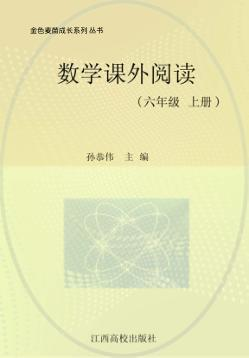 金色麦苗成长系列丛书
数学课外阅读
（六年级 上册）
孙恭伟 主 编
江西高校出版社